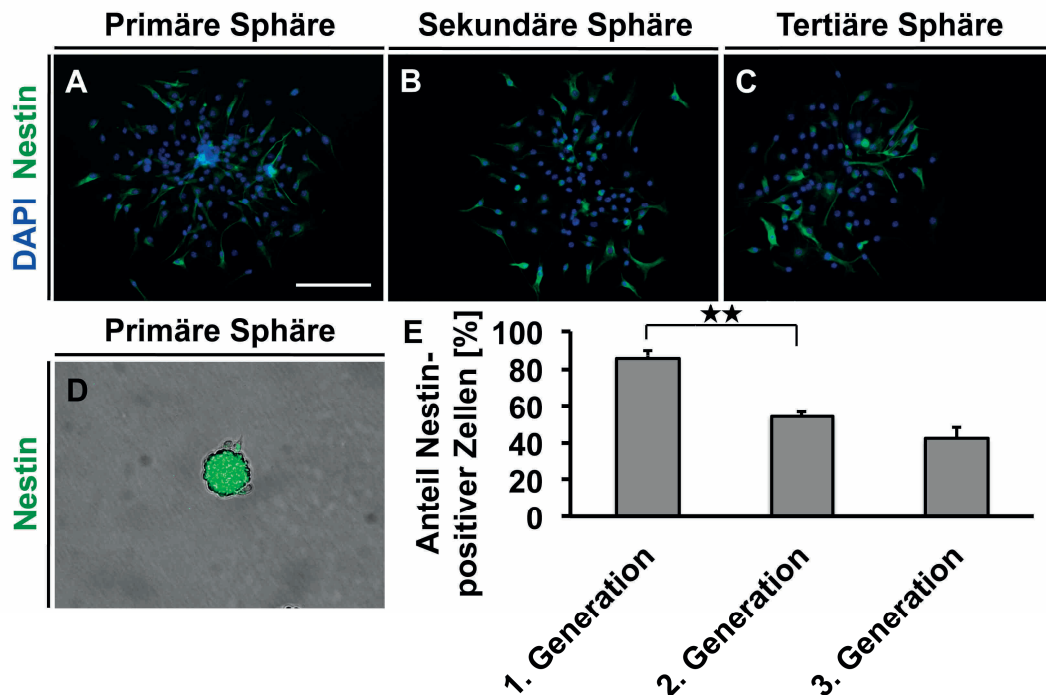 Primäre Sphäre
Sekundäre Sphäre
Tertiäre Sphäre
DAPI Nestin
A
B
C
Primäre Sphäre
Nestin
D
E
Anteil Nestin-
positiver Zellen [%]
100
80
60
40
20
0
★★
1. Generation
2. Generation
3. Generation